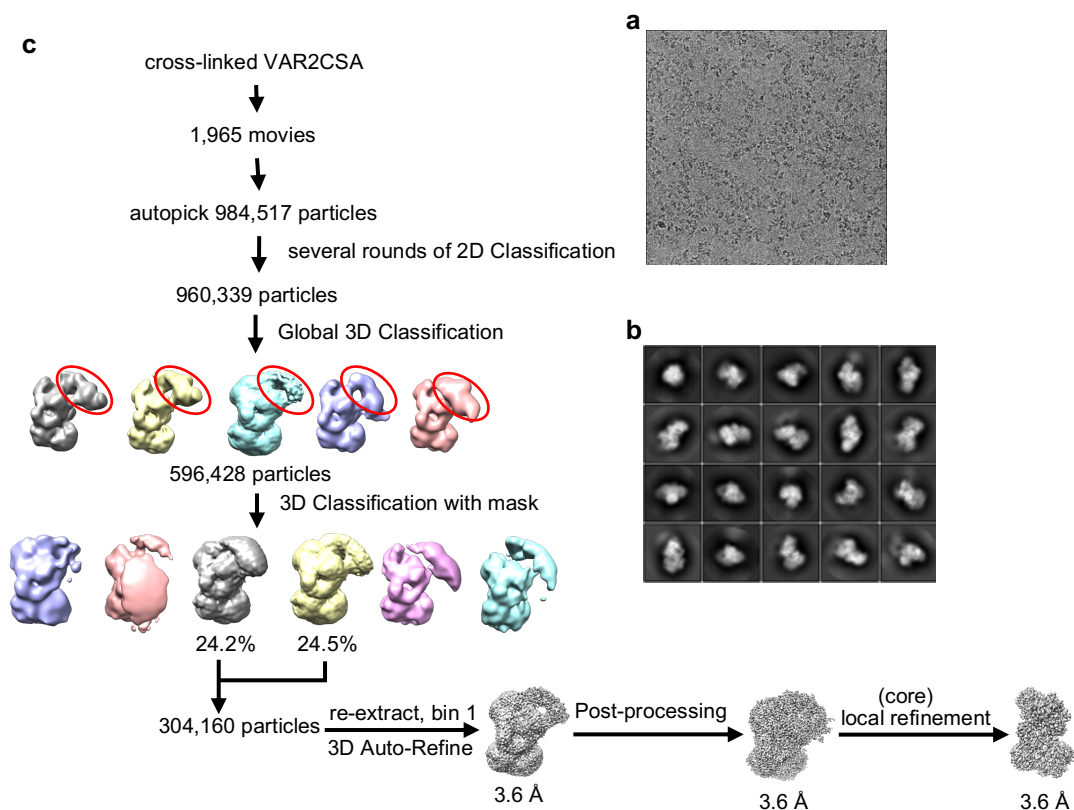 c
cross-linked VAR2CSA
1,965 movies
autopick 984,517 particles
several rounds of 2D Classification
960,339 particles
Global 3D Classification
596,428 particles
3D Classification with mask
24.2%
24.5%
304,160 particles
re-extract, bin 1
3D Auto-Refine
3.6 Å
Post-processing
3.6 Å
(core)
local refinement
3.6 Å
a
b